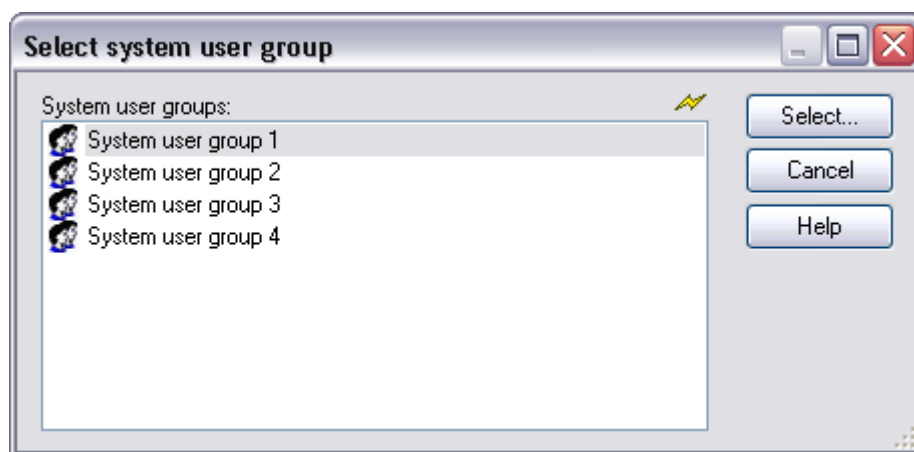 Select system user group
System user groups:
System user group 1
System user group 2
System user group 3
System user group 4
Select...
Cancel
Help